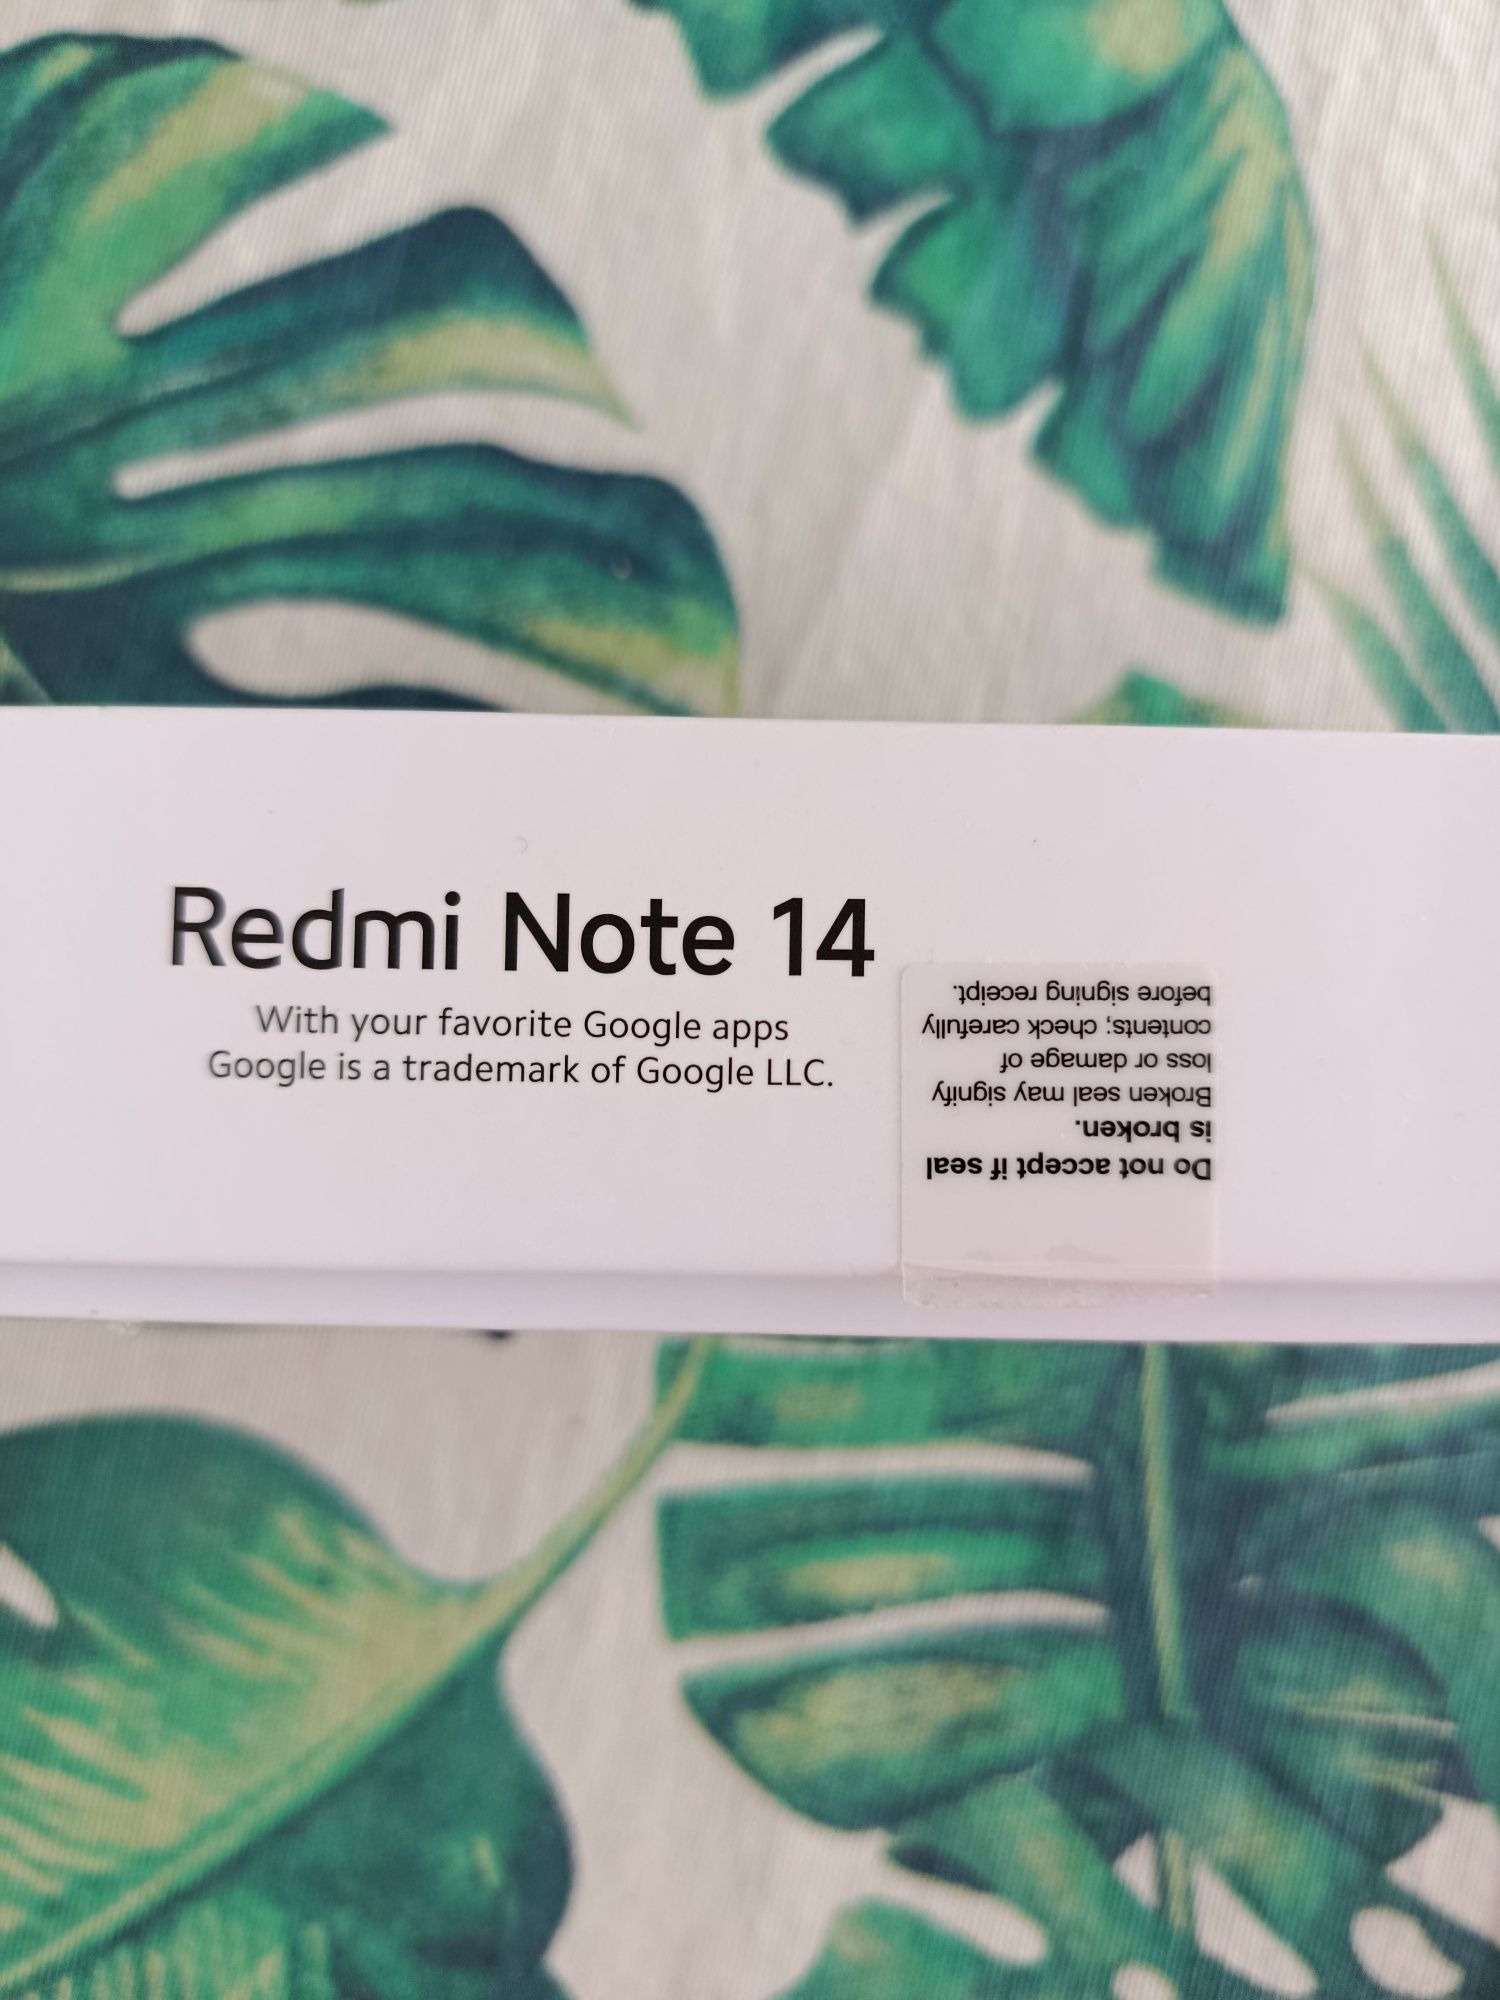 Redmi Note 14
With your favorite Google apps
Google is a trademark of Google LLC.
Do not accept if seal
is broken.
Broken seal may signify
loss or damage of
contents; check carefully
before signing receipt.